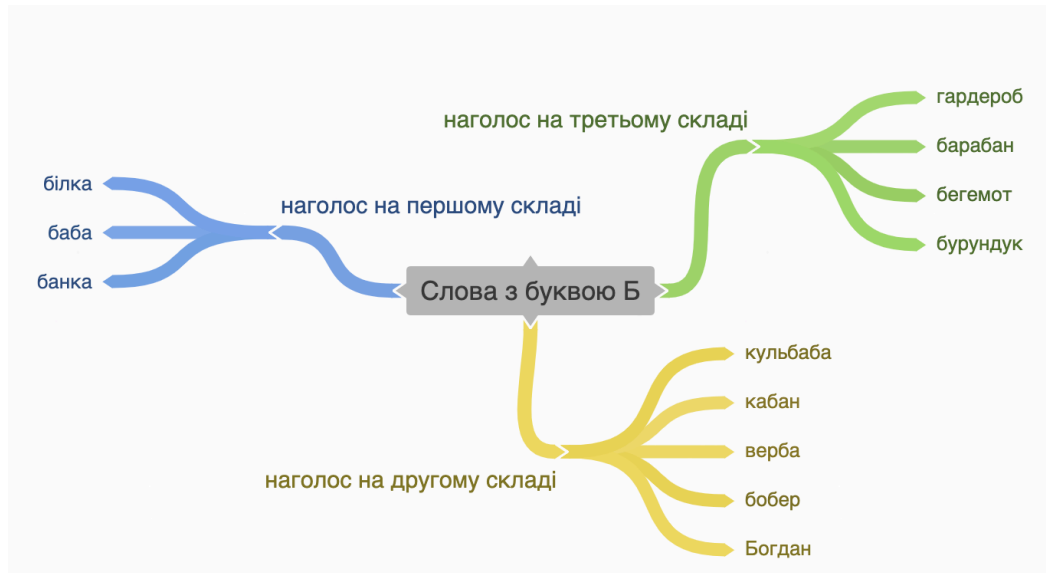 Слова з буквою Б
наголос на першому складі
білка
баба
банка
наголос на третьому складі
гардероб
барабан
бегемот
бурундук
наголос на другому складі
кульбаба
кабан
верба
бобер
Богдан